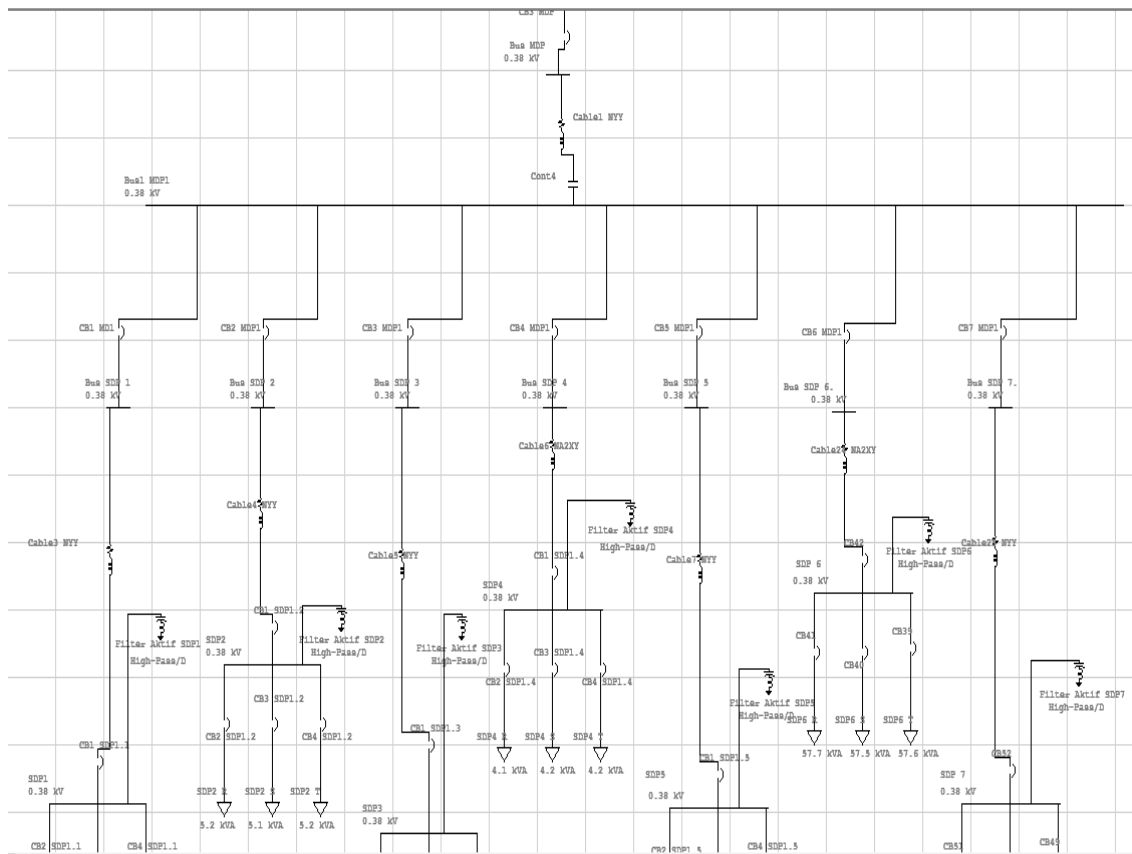 CB3 MDP
Bus MDP
0.38 kV
Cable1 NYY
Cont4
Bus1 MDP1
0.38 kV
CB1 MD1
CB2 MDP1
CB3 MDP1
CB4 MDP1
CB5 MDP1
CB6 MDP1
CB7 MDP1
Bus SDP 1
0.38 kV
Bus SDP 2
0.38 kV
Bus SDP 3
0.38 kV
Bus SDP 4
0.38 kV
Bus SDP 5
0.38 kV
Bus SDP 6.
0.38 kV
Bus SDP 7.
0.38 kV
Cable3 NYY
Cable4 NYY
Cable5 NYY
Cable6 NA2XY
Cable7 NYY
NA2XY
NYY
Filter Aktif SDP1
High-Pass/D
Filter Aktif SDP2
High-Pass/D
Filter Aktif SDP3
High-Pass/D
Filter Aktif SDP4
High-Pass/D
Filter Aktif SDP5
High-Pass/D
Filter Aktif SDP6
High-Pass/D
Filter Aktif SDP7
High-Pass/D
CB1 SDP1.1
SDP1
0.38 kV
CB2 SDP1.1
CB4 SDP1.1
CB1 SDP1.2
SDP2
0.38 kV
CB3 SDP1.2
CB2 SDP1.2
CB4 SDP1.2
SDP2 R
SDP2 S
SDP2 T
5.2 kVA
5.1 kVA
5.2 kVA
CB1 SDP1.3
SDP3
0.38 kV
CB1 SDP1.4
SDP4
0.38 kV
CB3 SDP1.4
CB2 SDP1.4
CB4 SDP1.4
SDP4 R
SDP4 S
SDP4 T
4.1 kVA
4.2 kVA
4.2 kVA
CB1 SDP1.5
SDP5
0.38 kV
CB2 SDP1.5
CB4 SDP1.5
CB42
SDP 6
0.38 kV
CB41
CB40
CB39
SDP6 R
SDP6 S
SDP6 T
57.7 kVA
57.5 kVA
57.6 kVA
CB52
SDP 7
0.38 kV
CB51
CB49